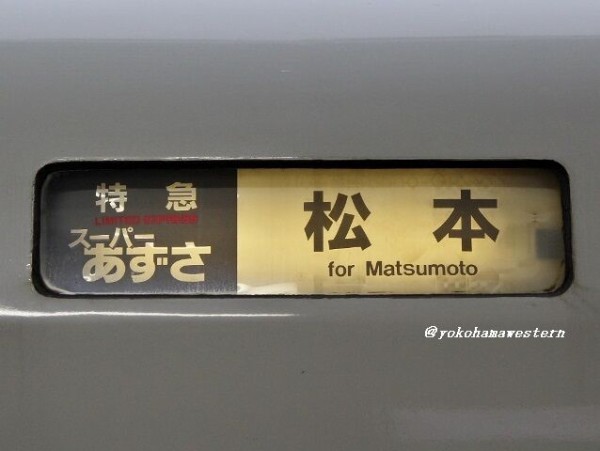 特急
LIMITED EXPRESS
スーパー
あずさ
松本
for Matsumoto
@yokohamawestern